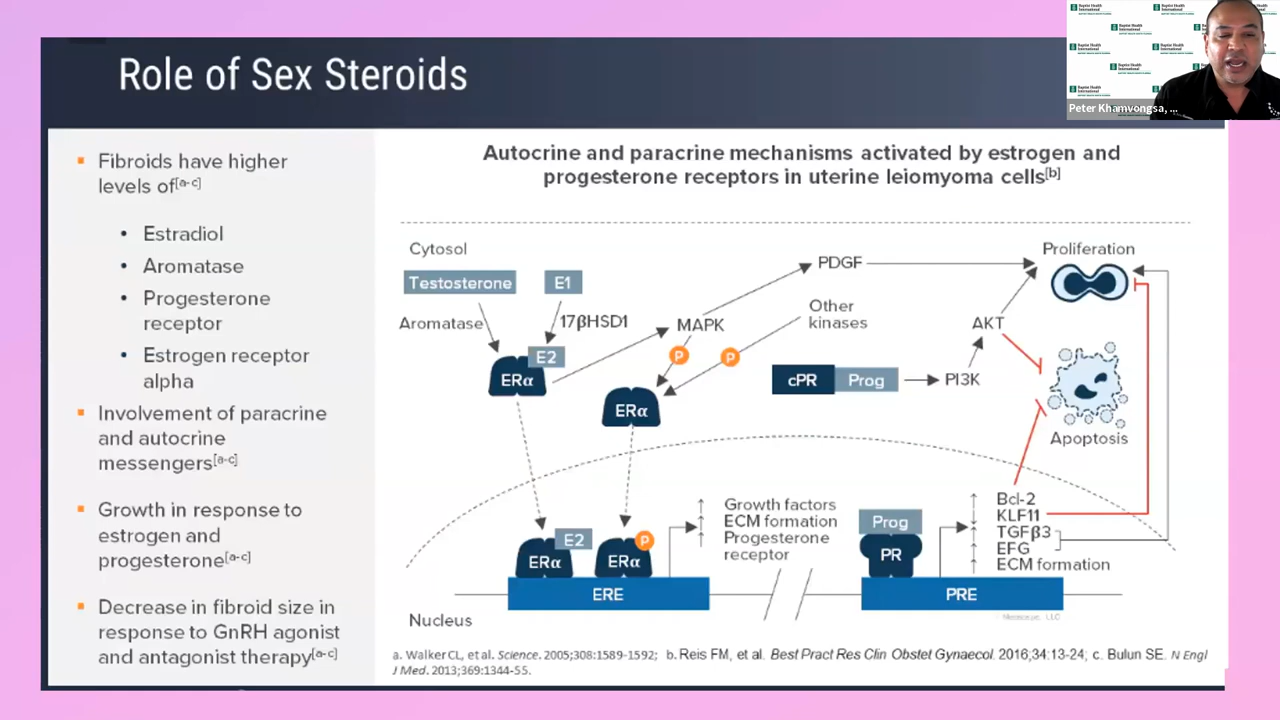 Role of Sex Steroids
Baptist Health
International
Peter Khamvongsa, ...
Fibroids have higher
levels of[a-c]
Estradiol
Aromatase
Progesterone
receptor
Estrogen receptor
alpha
Involvement of paracrine
and autocrine
messengers[a-c]
Growth in response to
estrogen and
progesterone[a-c]
Decrease in fibroid size in
response to GnRH agonist
and antagonist therapy[a-c]
Autocrine and paracrine mechanisms activated by estrogen and
progesterone receptors in uterine leiomyoma cells[b]
Cytosol
Testosterone
E1
Aromatase
17βHSD1
E2
ERα
MAPK
PDGF
Other
kinases
P
P
ERα
cPR
Prog
PI3K
AKT
Proliferation
Apoptosis
E2
ERα
P
ERα
ERE
Growth factors
ECM formation
Progesterone
receptor
Prog
PR
PRE
Bcl-2
KLF11
TGFβ3
EFG
ECM formation
Nucleus
a. Walker CL, et al. Science. 2005;308:1589-1592; b. Reis FM, et al. Best Pract Res Clin Obstet Gynaecol. 2016;34:13-24; c. Bulun SE. N Engl
J Med. 2013;369:1344-55.